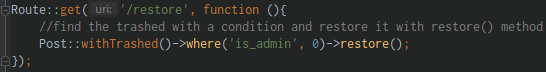 Route::get( uri: '/restore', function (){
//find the trashed with a condition and restore it with restore() method
Post::withTrashed()->where('is_admin', 0)->restore();
});